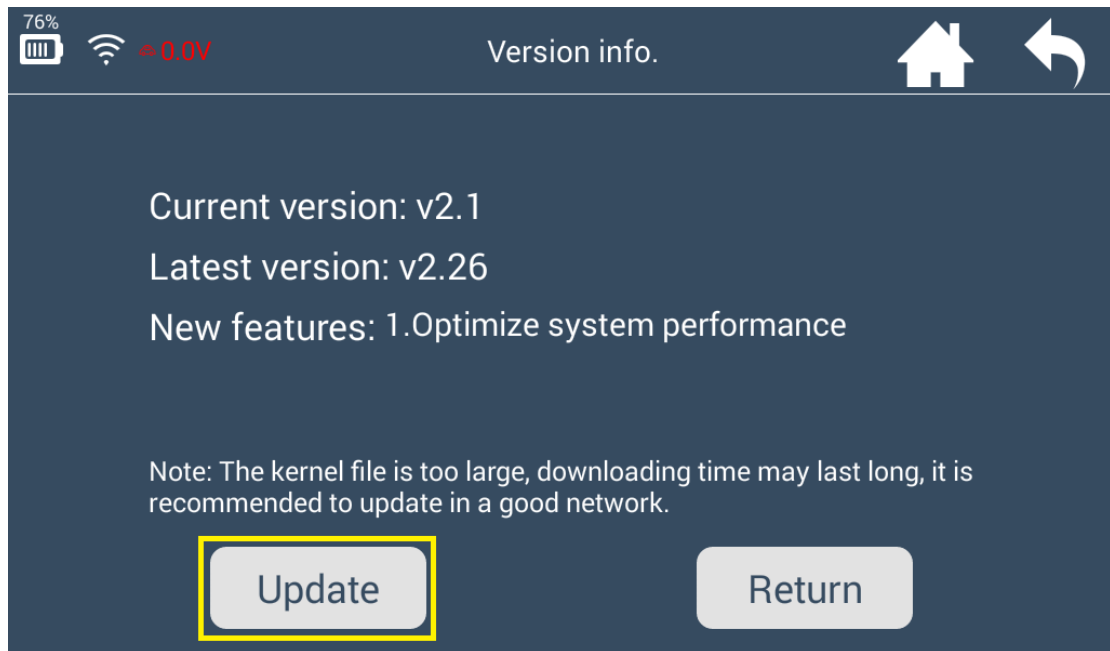 76%
0.0V
Version info.
Current version: v2.1
Latest version: v2.26
New features: 1.Optimize system performance
Note: The kernel file is too large, downloading time may last long, it is
recommended to update in a good network.
Update
Return